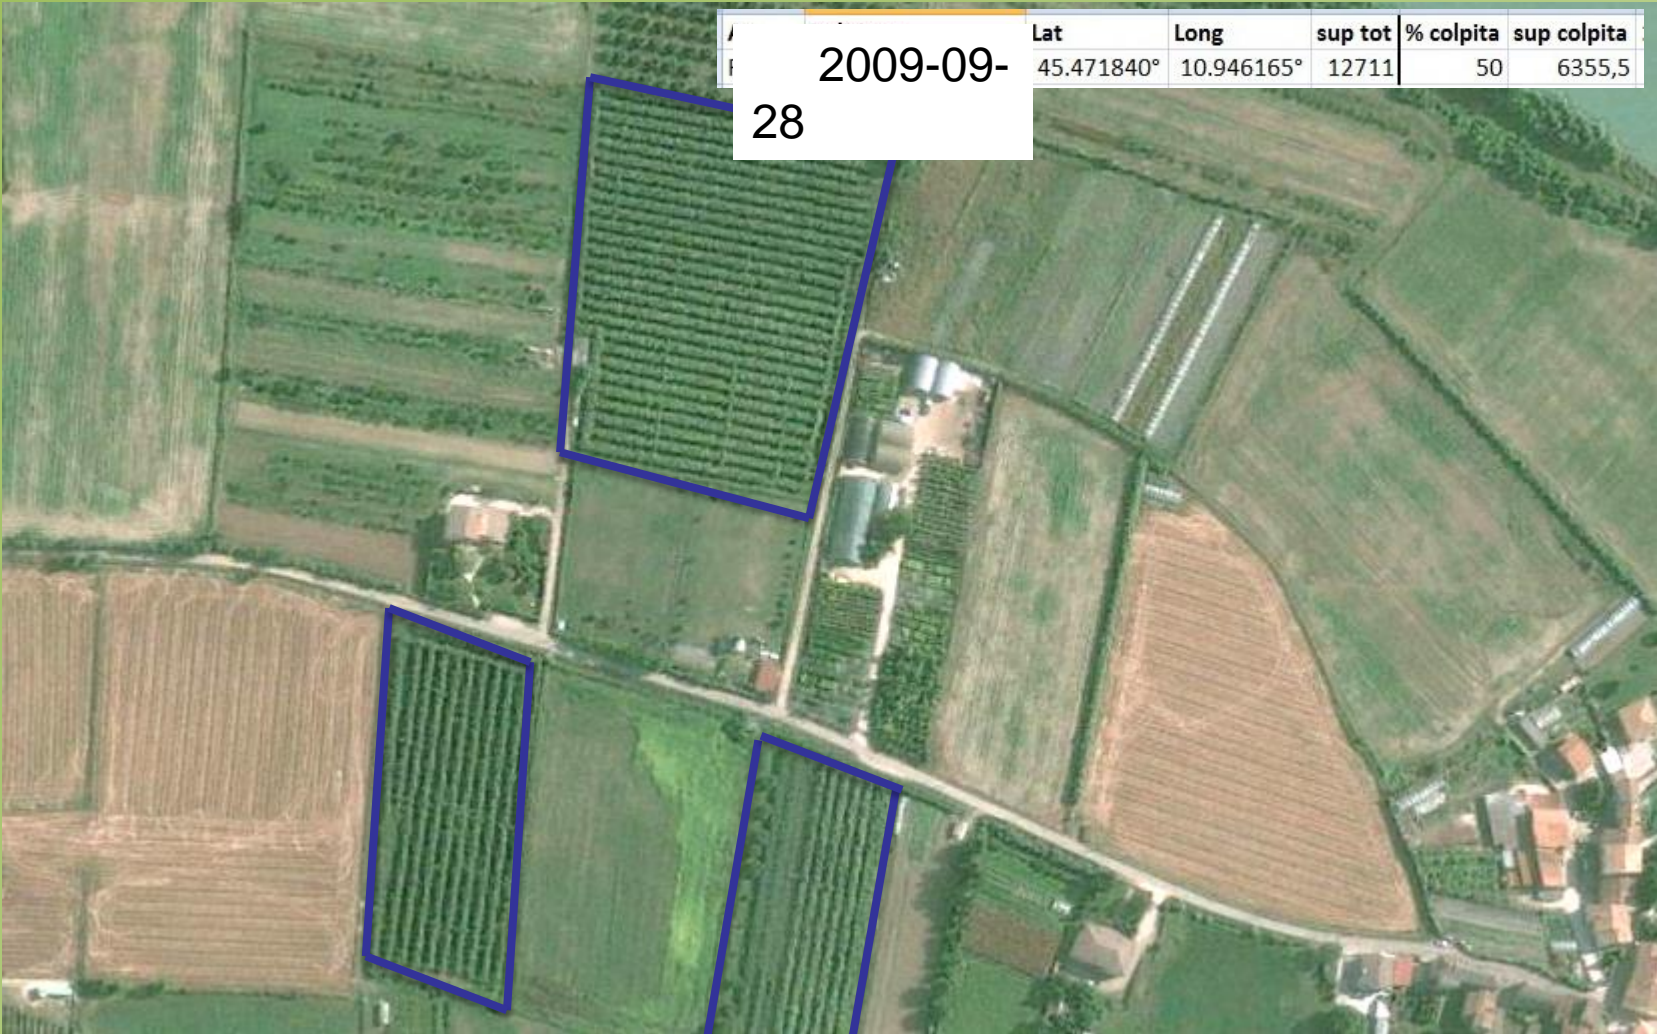 Lat Long sup tot % colpita sup colpita
45.471840° 10.946165° 12711 50 6355,5
2009-09-
28